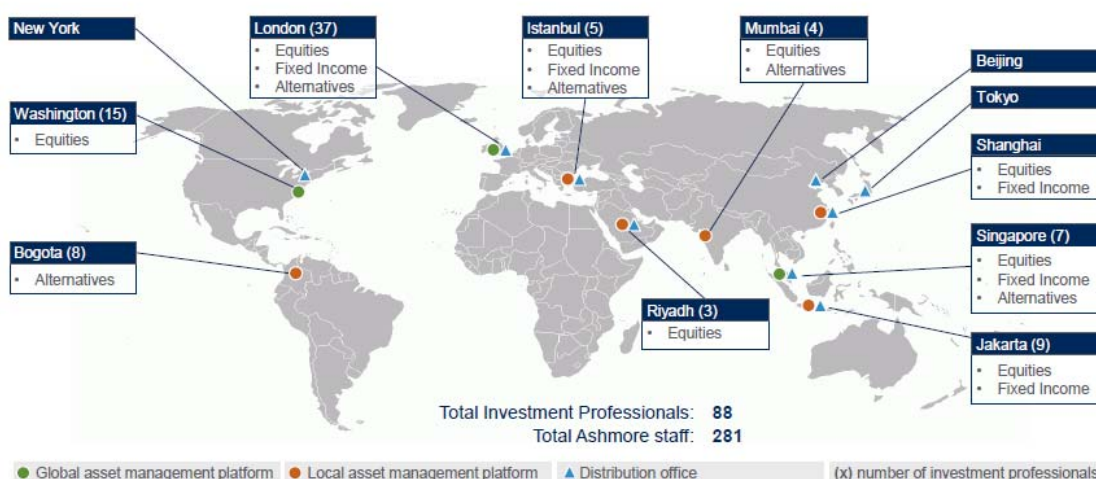 New York
London (37)
• Equities
• Fixed Income
• Alternatives
Istanbul (5)
• Equities
• Fixed Income
• Alternatives
Mumbai (4)
• Equities
• Alternatives
Beijing
Tokyo
Washington (15)
• Equities
Shanghai
• Equities
• Fixed Income
Bogota (8)
• Alternatives
Singapore (7)
• Equities
• Fixed Income
• Alternatives
Riyadh (3)
• Equities
Jakarta (9)
• Equities
• Fixed Income
Total Investment Professionals: 88
Total Ashmore staff: 281
Global asset management platform
Local asset management platform
Distribution office
(x) number of investment professionals